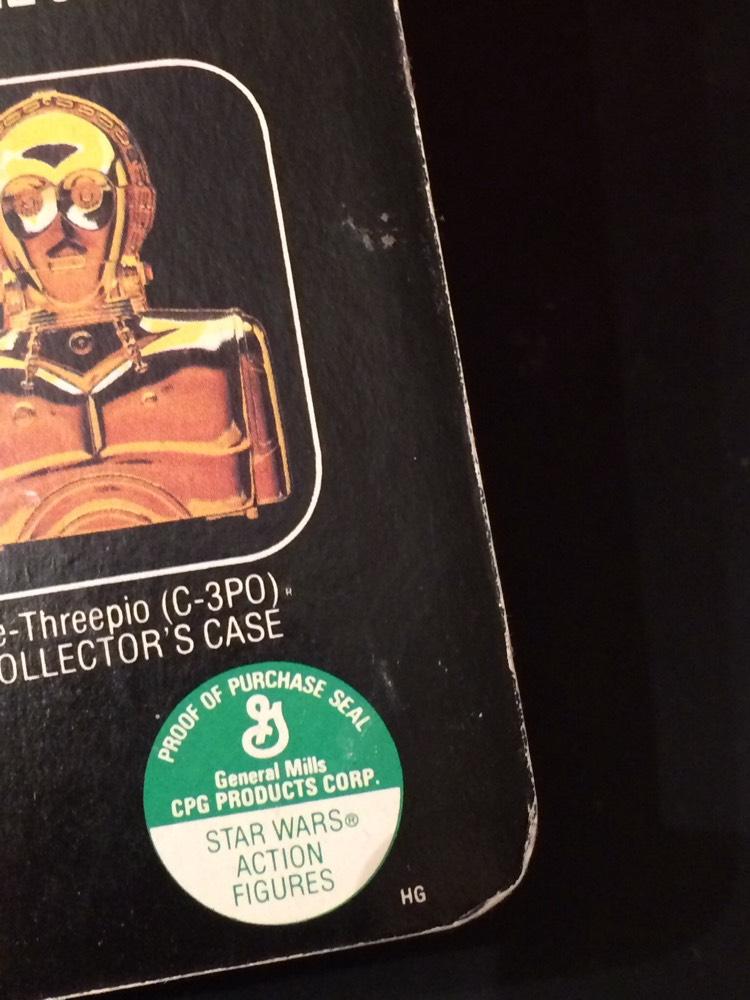 e-Threepio (C-3PO)
OLLECTOR'S CASE
PROOF OF PURCHASE SEAL
G
General Mills
CPG PRODUCTS CORP.
STAR WARS®
ACTION
FIGURES
HG